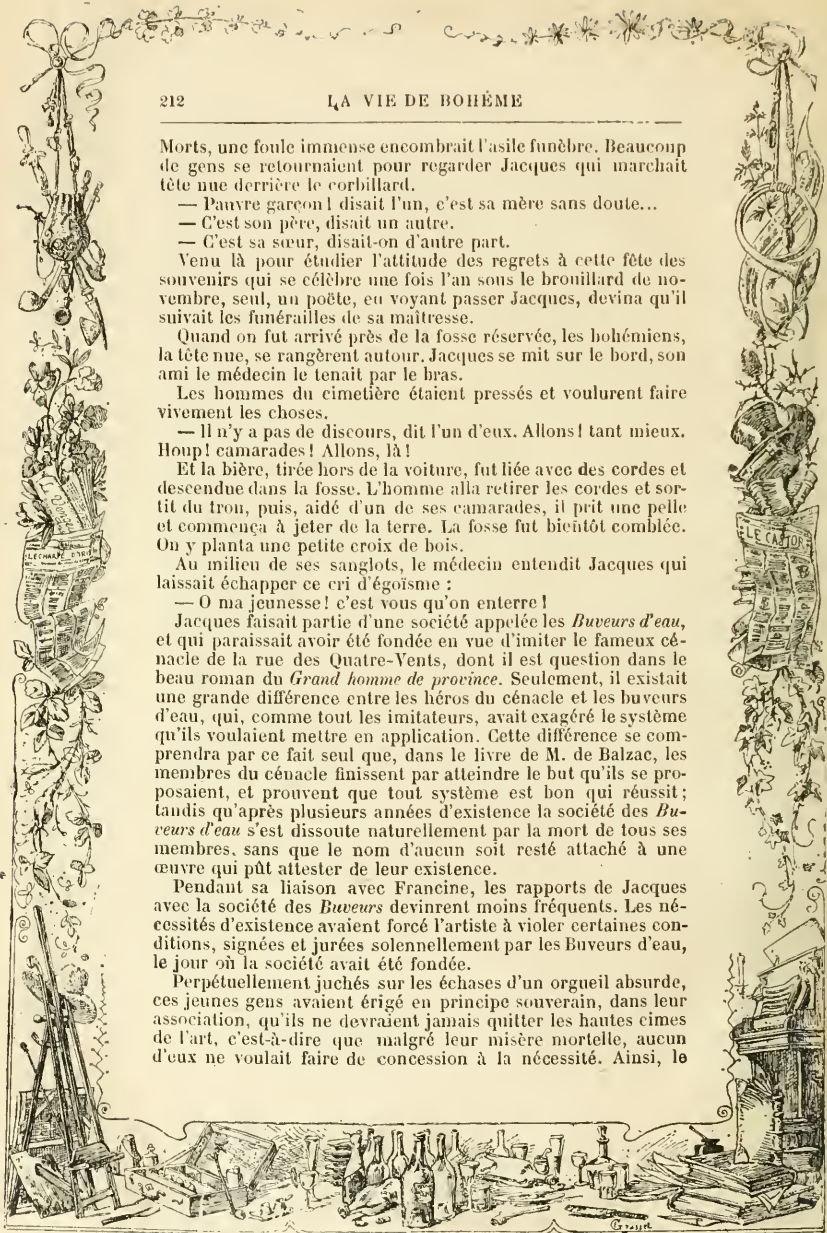 212 LA VIE DE BOHÈME
Morts, une foule immense encombrait l'asile funèbre. Beaucoup
de gens se retournaient pour regarder Jacques qui marchait
tête nue derrière le corbillard.
— Pauvre garçon ! disait l'un, c'est sa mère sans doute...
— C'est son père, disait un autre.
— C'est sa sœur, disait-on d'autre part.
Venu là pour étudier l'attitude des regrets à cette fête des
souvenirs qui se célèbre une fois l'an sous le brouillard de no-
vembre, seul, un poëte, en voyant passer Jacques, devina qu'il
suivait les funérailles de sa maîtresse.
Quand on fut arrivé près de la fosse réservée, les bohémiens,
la tête nue, se rangèrent autour. Jacques se mit sur le bord, son
ami le médecin le tenait par le bras.
Les hommes du cimetière étaient pressés et voulurent faire
vivement les choses.
— Il n'y a pas de discours, dit l'un d'eux. Allons ! tant mieux.
Houp ! camarades ! Allons, là !
Et la bière, tirée hors de la voiture, fut liée avec des cordes et
descendue dans la fosse. L'homme alla retirer les cordes et sor-
tit du trou, puis, aidé d'un de ses camarades, il prit une pelle
et commença à jeter de la terre. La fosse fut bientôt comblée.
On y planta une petite croix de bois.
Au milieu de ses sanglots, le médecin entendit Jacques qui
laissait échapper ce cri d'égoïsme :
— O ma jeunesse ! c'est vous qu'on enterre !
Jacques faisait partie d'une société appelée les Buveurs d'eau,
et qui paraissait avoir été fondée en vue d'imiter le fameux cé-
nacle de la rue des Quatre-Vents, dont il est question dans le
beau roman du Grand homme de province. Seulement, il existait
une grande différence entre les héros du cénacle et les buveurs
d'eau, qui, comme tout les imitateurs, avait exagéré le système
qu'ils voulaient mettre en application. Cette différence se com-
prendra par ce fait seul que, dans le livre de M. de Balzac, les
membres du cénacle finissent par atteindre le but qu'ils se pro-
posaient, et prouvent que tout système est bon qui réussit ;
tandis qu'après plusieurs années d'existence la société des Bu-
veurs d'eau s'est dissoute naturellement par la mort de tous ses
membres, sans que le nom d'aucun soit resté attaché à une
œuvre qui pût attester de leur existence.
Pendant sa liaison avec Francine, les rapports de Jacques
avec la société des Buveurs devinrent moins fréquents. Les né-
cessités d'existence avaient forcé l'artiste à violer certaines con-
ditions, signées et jurées solennellement par les Buveurs d'eau,
le jour où la société avait été fondée.
Perpétuellement juchés sur les échases d'un orgueil absurde,
ces jeunes gens avaient érigé en principe souverain, dans leur
association, qu'ils ne devraient jamais quitter les hautes cimes
de l'art, c'est-à-dire que malgré leur misère mortelle, aucun
d'eux ne voulait faire de concession à la nécessité. Ainsi, le
LE CASTOR
Grasset